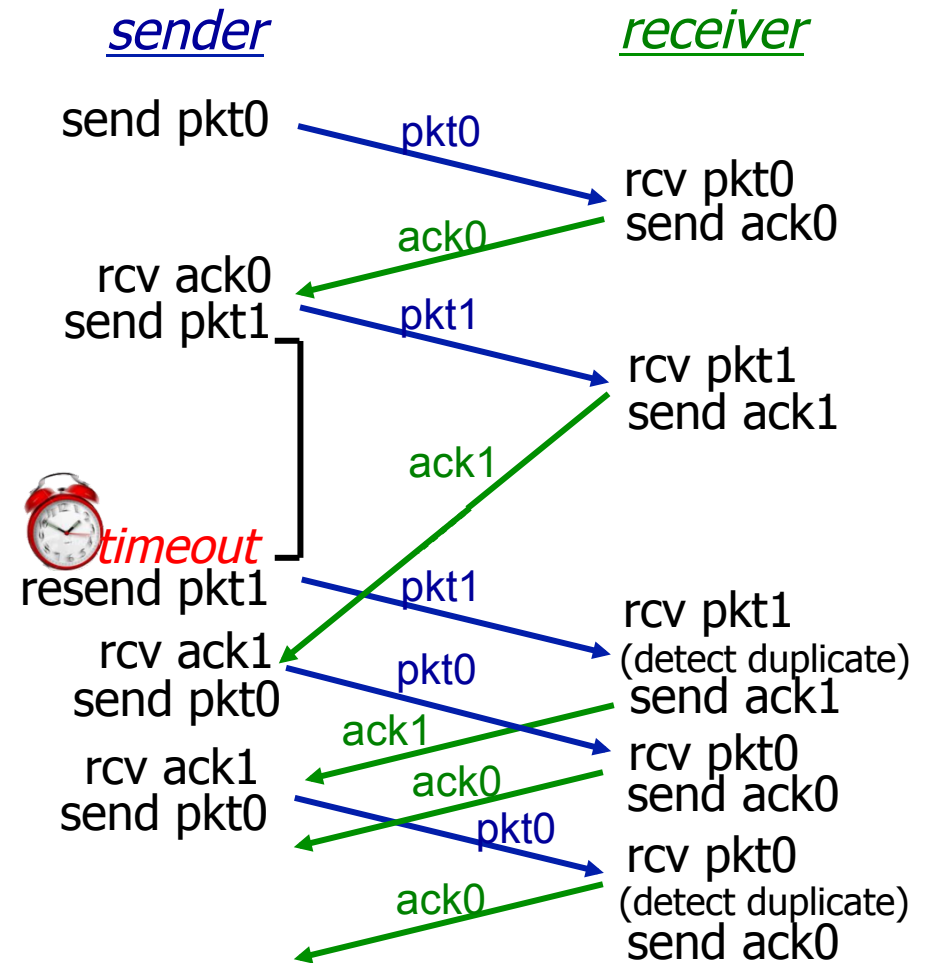 sender receiver
send pkt0
pkt0
rcv pkt0
send ack0
ack0
rcv ack0
send pkt1
pkt1
rcv pkt1
send ack1
ack1
timeout
resend pkt1
pkt1
rcv pkt1
(detect duplicate)
send ack1
rcv ack1
send pkt0
pkt0
ack1
rcv pkt0
send ack0
rcv ack1
send pkt0
ack0
pkt0
rcv pkt0
(detect duplicate)
send ack0
ack0